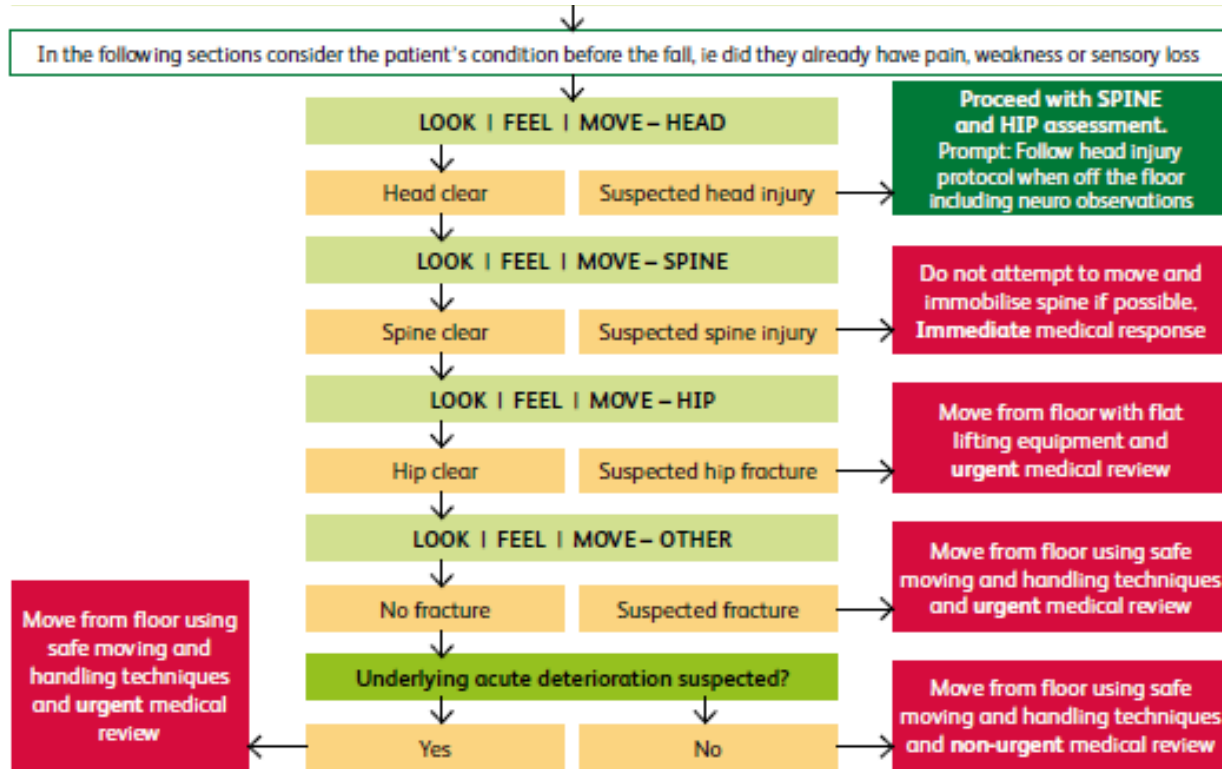 In the following sections consider the patient's condition before the fall, ie did they already have pain, weakness or sensory loss
LOOK | FEEL | MOVE – HEAD
Head clear
Suspected head injury
Proceed with SPINE
and HIP assessment.
Prompt: Follow head injury
protocol when off the floor
including neuro observations
LOOK | FEEL | MOVE – SPINE
Spine clear
Suspected spine injury
Do not attempt to move and
immobilise spine if possible.
Immediate medical response
LOOK | FEEL | MOVE – HIP
Hip clear
Suspected hip fracture
Move from floor with flat
lifting equipment and
urgent medical review
LOOK | FEEL | MOVE – OTHER
No fracture
Suspected fracture
Move from floor using safe
moving and handling techniques
and urgent medical review
Underlying acute deterioration suspected?
Yes
No
Move from floor using
safe moving and
handling techniques
and urgent medical
review
Move from floor using safe
moving and handling techniques
and non-urgent medical review